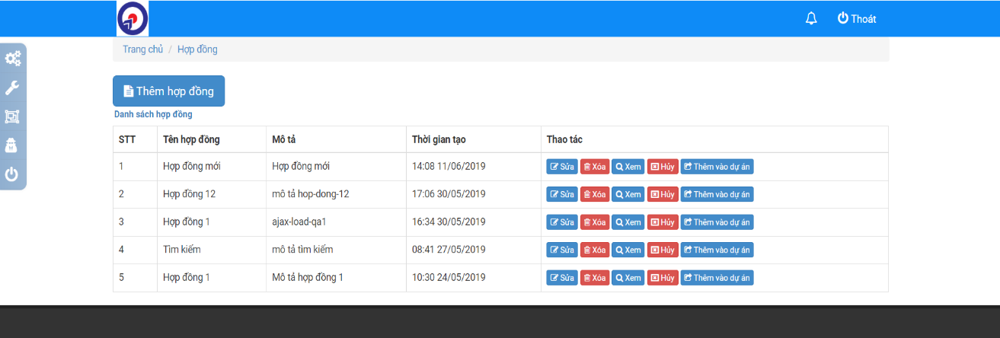 Thoát
Trang chủ / Hợp đồng
Thêm hợp đồng
Danh sách hợp đồng
STT Tên hợp đồng Mô tả Thời gian tạo Thao tác
1 Hợp đồng mới Hợp đồng mới 14:08 11/06/2019 Sửa Xóa Xem Hủy Thêm vào dự án
2 Hợp đồng 12 mô tả hop-dong-12 17:06 30/05/2019 Sửa Xóa Xem Hủy Thêm vào dự án
3 Hợp đồng 1 ajax-load-qa1 16:34 30/05/2019 Sửa Xóa Xem Hủy Thêm vào dự án
4 Tìm kiếm mô tả tìm kiếm 08:41 27/05/2019 Sửa Xóa Xem Hủy Thêm vào dự án
5 Hợp đồng 1 Mô tả hợp đồng 1 10:30 24/05/2019 Sửa Xóa Xem Hủy Thêm vào dự án